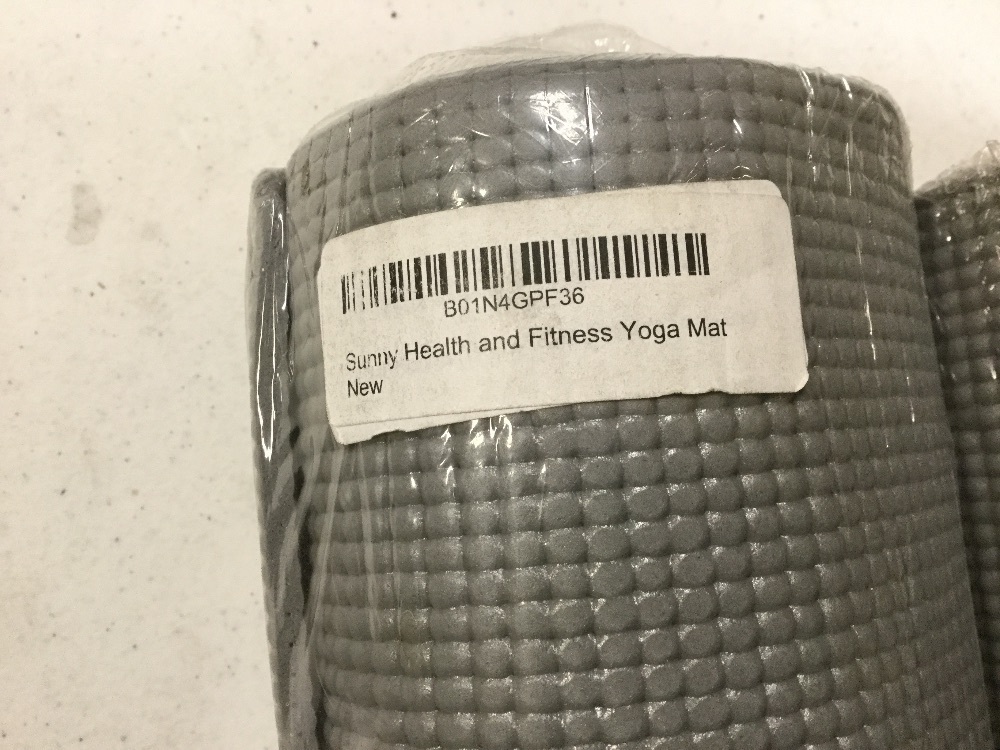 B01N4GPF36
Sunny Health and Fitness Yoga Mat
New